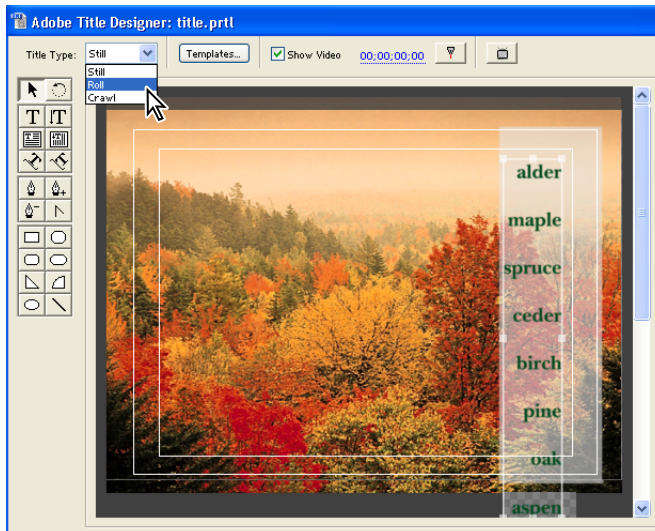 Adobe Title Designer: title.prtl
Title Type: Still Templates... Show Video 00;00;00;00
Still
Roll
Crawl
T IT
alder
maple
spruce
ceder
birch
pine
oak
aspen